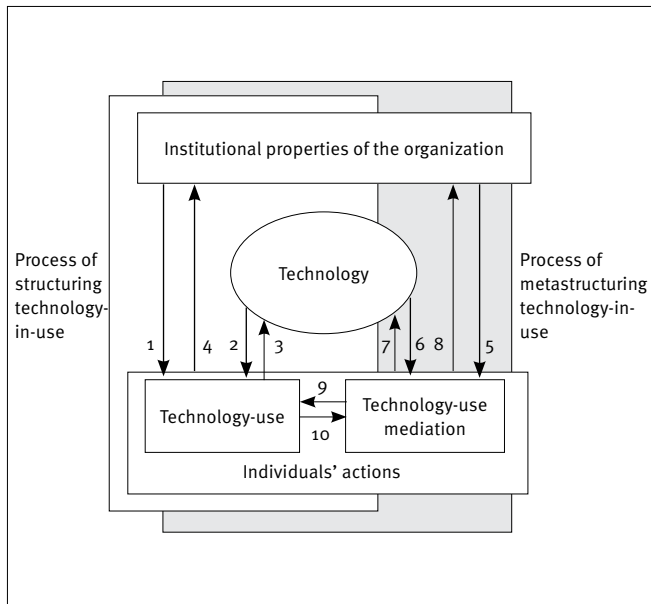 Institutional properties of the organization
Process of
structuring
technology-
in-use
Technology
Process of
metastructuring
technology-in-
use
1 4 2 3 7 6 8 5
Technology-use
9
10
Technology-use
mediation
Individuals’ actions